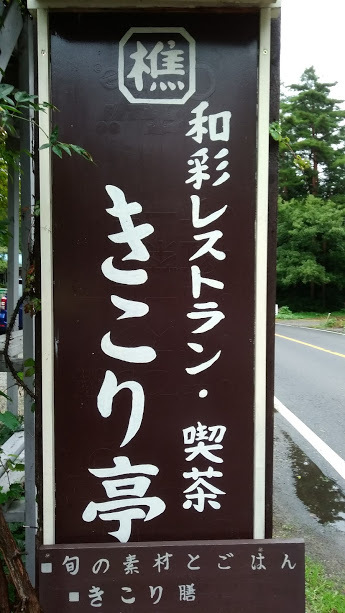 樵
和彩レストラン・喫茶
きこり亭
■旬の素材とごはん
■きこり膳